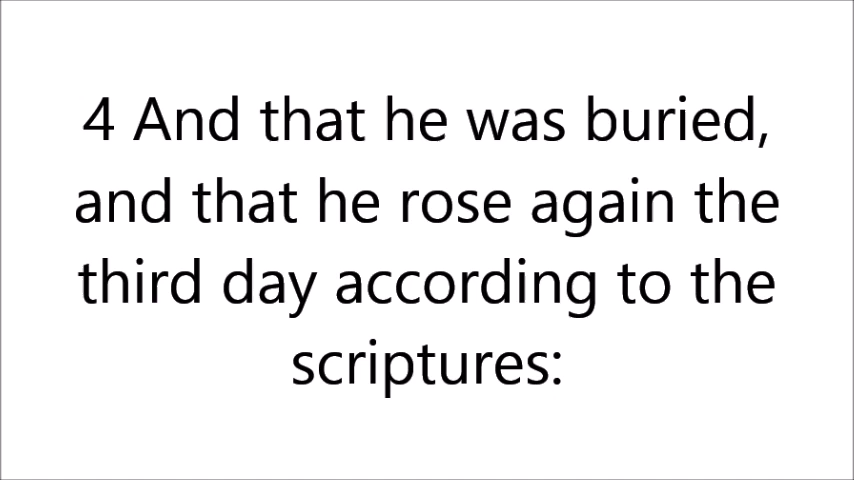 4 And that he was buried,
and that he rose again the
third day according to the
scriptures: